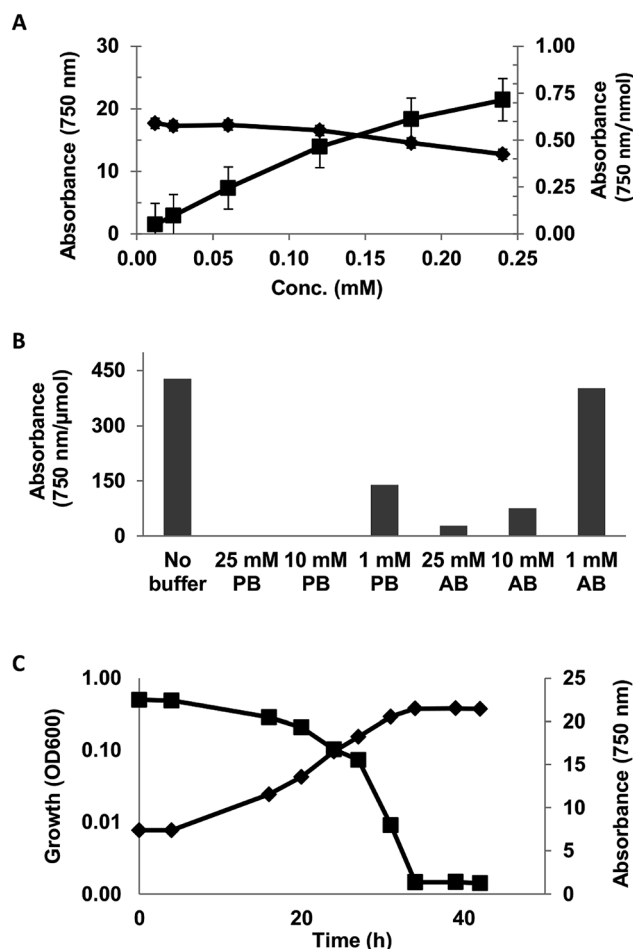 A
Absorbance (750 nm)
30
20
10
0
1.00
0.75
0.50
0.25
0.00
Absorbance
(750 nm/nmol)
0.00 0.05 0.10 0.15 0.20 0.25
Conc. (mM)
B
Absorbance
(750 nm/μmol)
450
300
150
0
No 25 mM 10 mM 1 mM 25 mM 10 mM 1 mM
buffer PB PB PB AB AB AB
C
Growth (OD600)
1.00
0.10
0.01
0.00
25
20
15
10
5
0
Absorbance (750 nm)
0 20 40
Time (h)